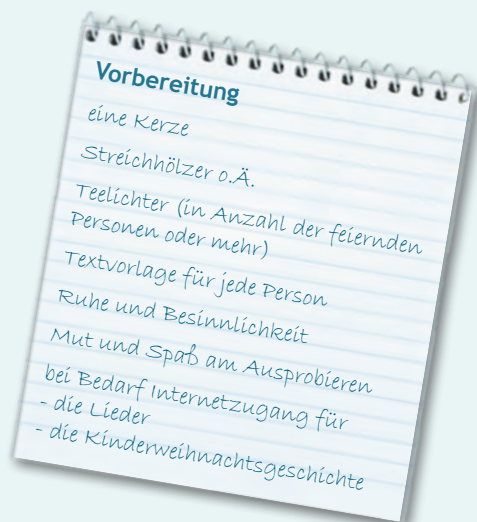 Vorbereitung
eine Kerze
Streichhölzer o.Ä.
Teelichter (in Anzahl der feiernden
Personen oder mehr)
Textvorlage für jede Person
Ruhe und Besinnlichkeit
Mut und Spaß am Ausprobieren
bei Bedarf Internetzugang für
- die Lieder
- die Kinderweihnachtsgeschichte